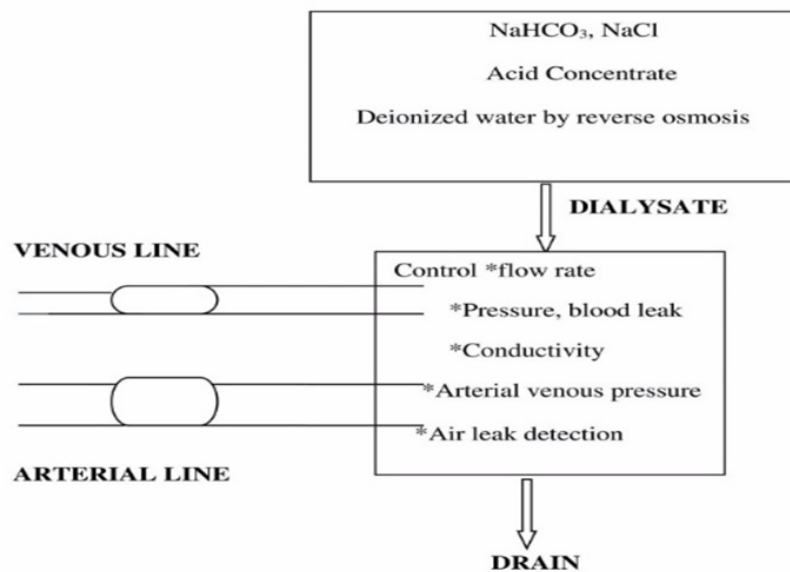 NaHCO₃, NaCl
Acid Concentrate
Deionized water by reverse osmosis
DIALYSATE
VENOUS LINE
Control *flow rate
*Pressure, blood leak
*Conductivity
*Arterial venous pressure
*Air leak detection
ARTERIAL LINE
DRAIN